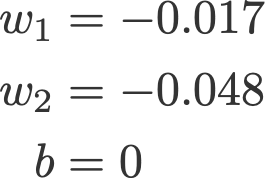 w₁ = −0.017
w₂ = −0.048
b = 0